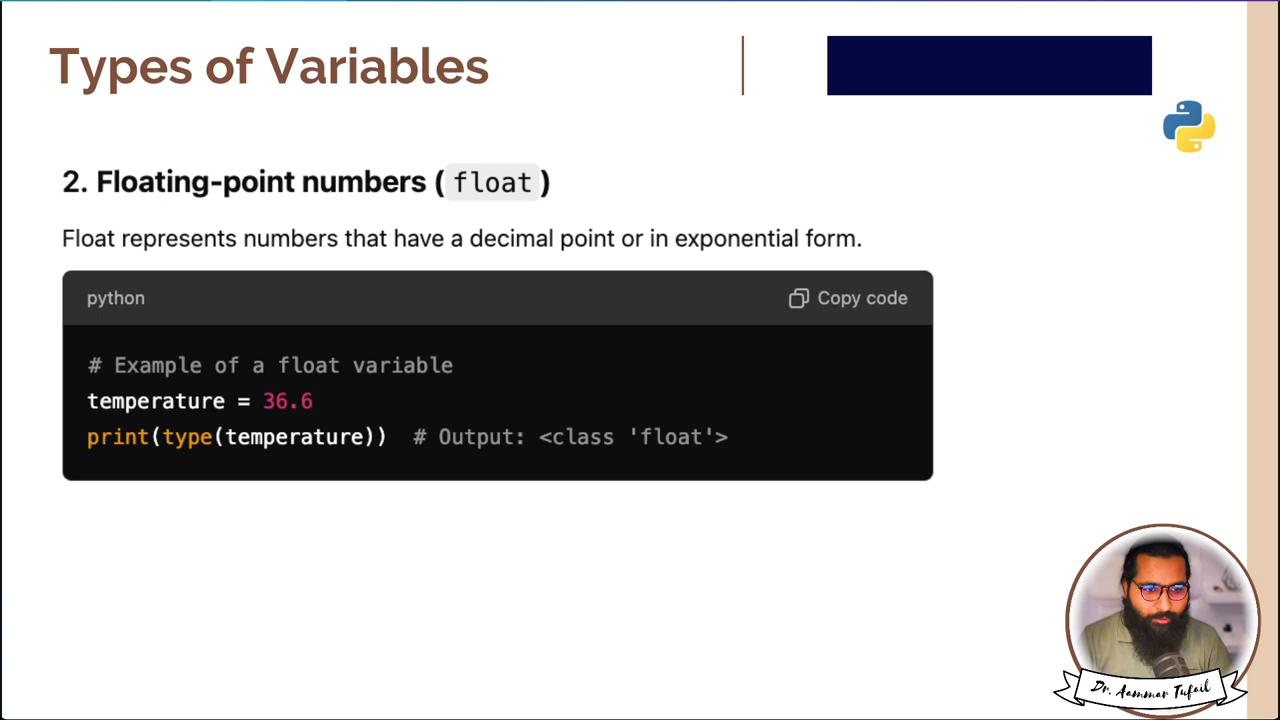 Types of Variables
2. Floating-point numbers (float)
Float represents numbers that have a decimal point or in exponential form.
python
Copy code
# Example of a float variable
temperature = 36.6
print(type(temperature))  # Output: <class 'float'>
Dr. Aammar Tufail